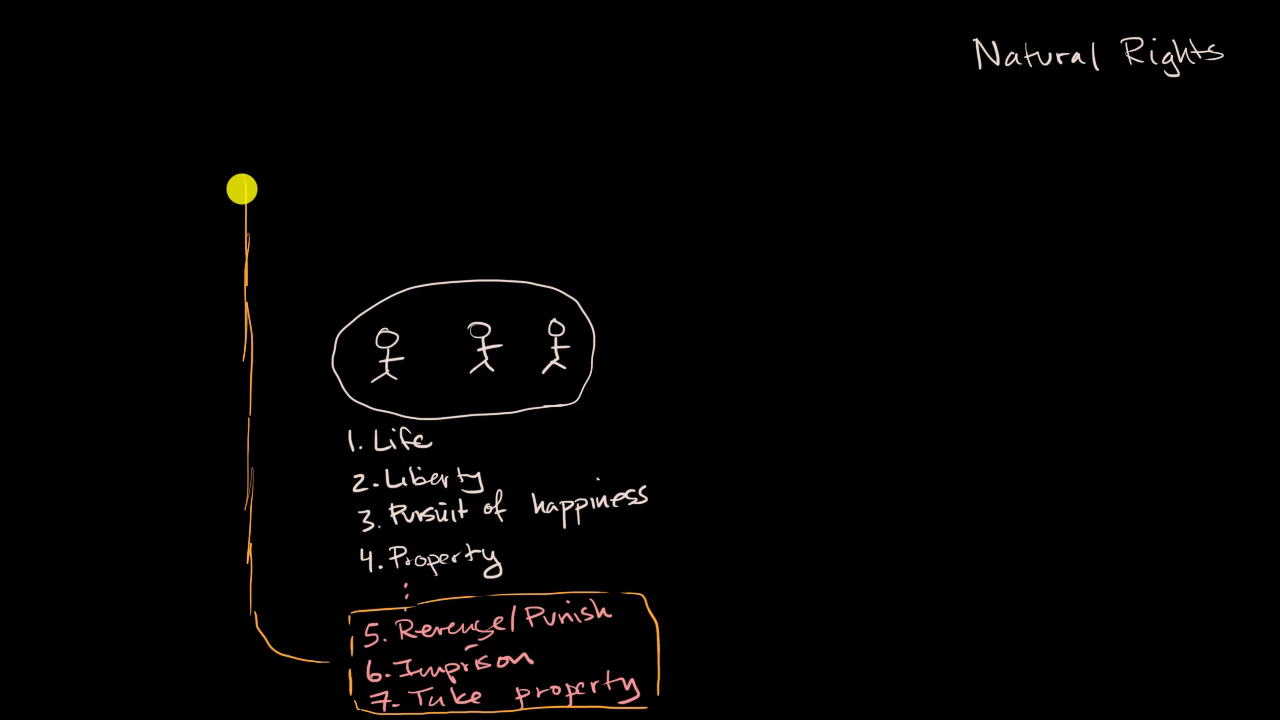 Natural Rights
1. Life
2. Liberty
3. Pursuit of happiness
4. Property
5. Revenge/Punish
6. Imprison
7. Take property